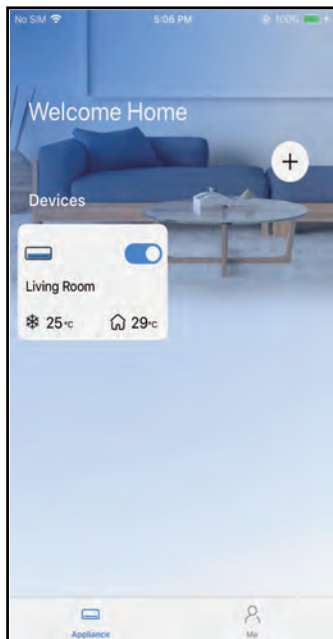 No SIM 5:06 PM 100%
Welcome Home
+
Devices
Living Room
25°C 29°C
Appliance Me